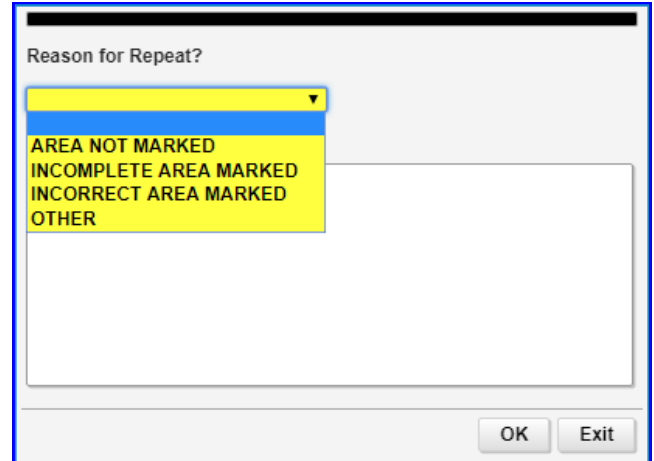 Reason for Repeat?
AREA NOT MARKED
INCOMPLETE AREA MARKED
INCORRECT AREA MARKED
OTHER
OK Exit